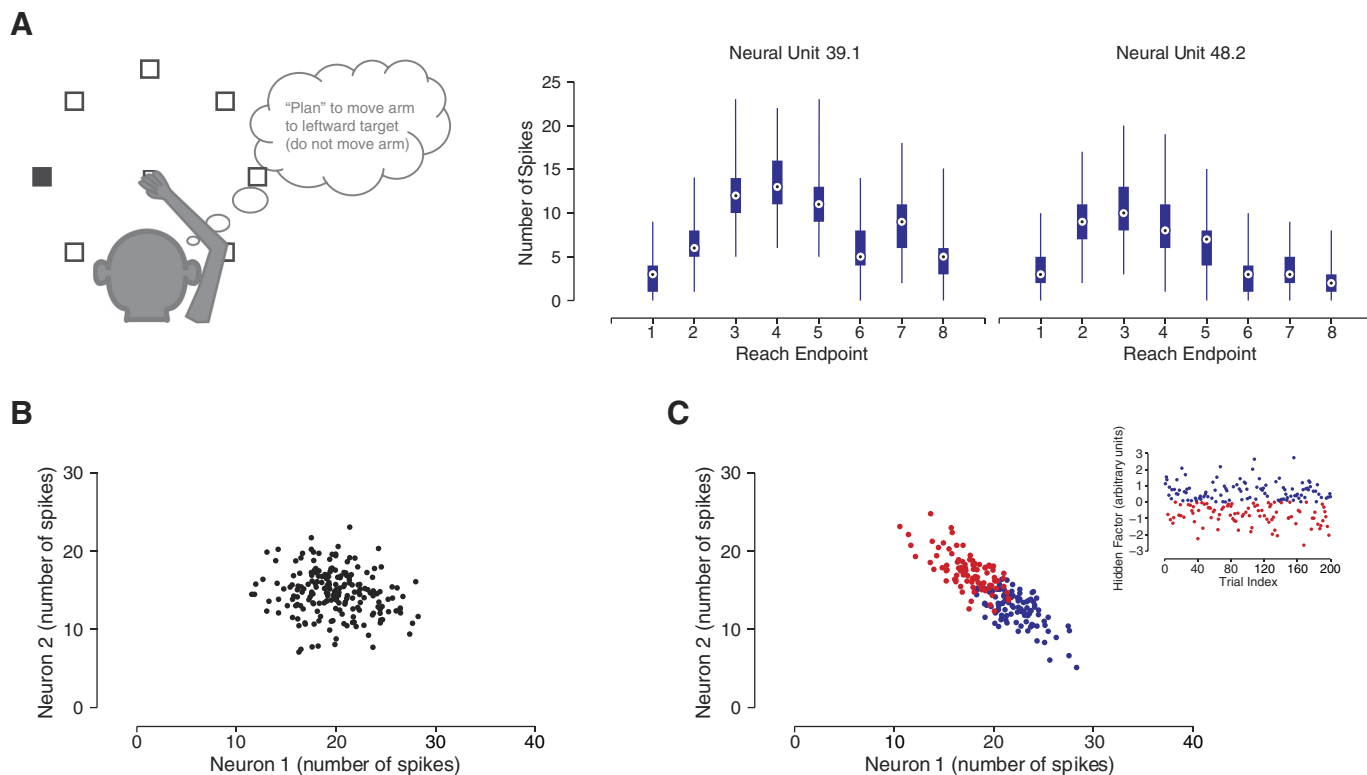 A
"Plan" to move arm
to leftward target
(do not move arm)
Neural Unit 39.1
Neural Unit 48.2
Number of Spikes
25
20
15
10
5
0
1 2 3 4 5 6 7 8
Reach Endpoint
1 2 3 4 5 6 7 8
Reach Endpoint
B
Neuron 2 (number of spikes)
30
20
10
0
0 10 20 30 40
Neuron 1 (number of spikes)
C
Neuron 2 (number of spikes)
30
20
10
0
0 10 20 30 40
Neuron 1 (number of spikes)
Hidden Factor (arbitrary units)
3
2
1
0
−1
−2
−3
0 40 80 120 160 200
Trial Index